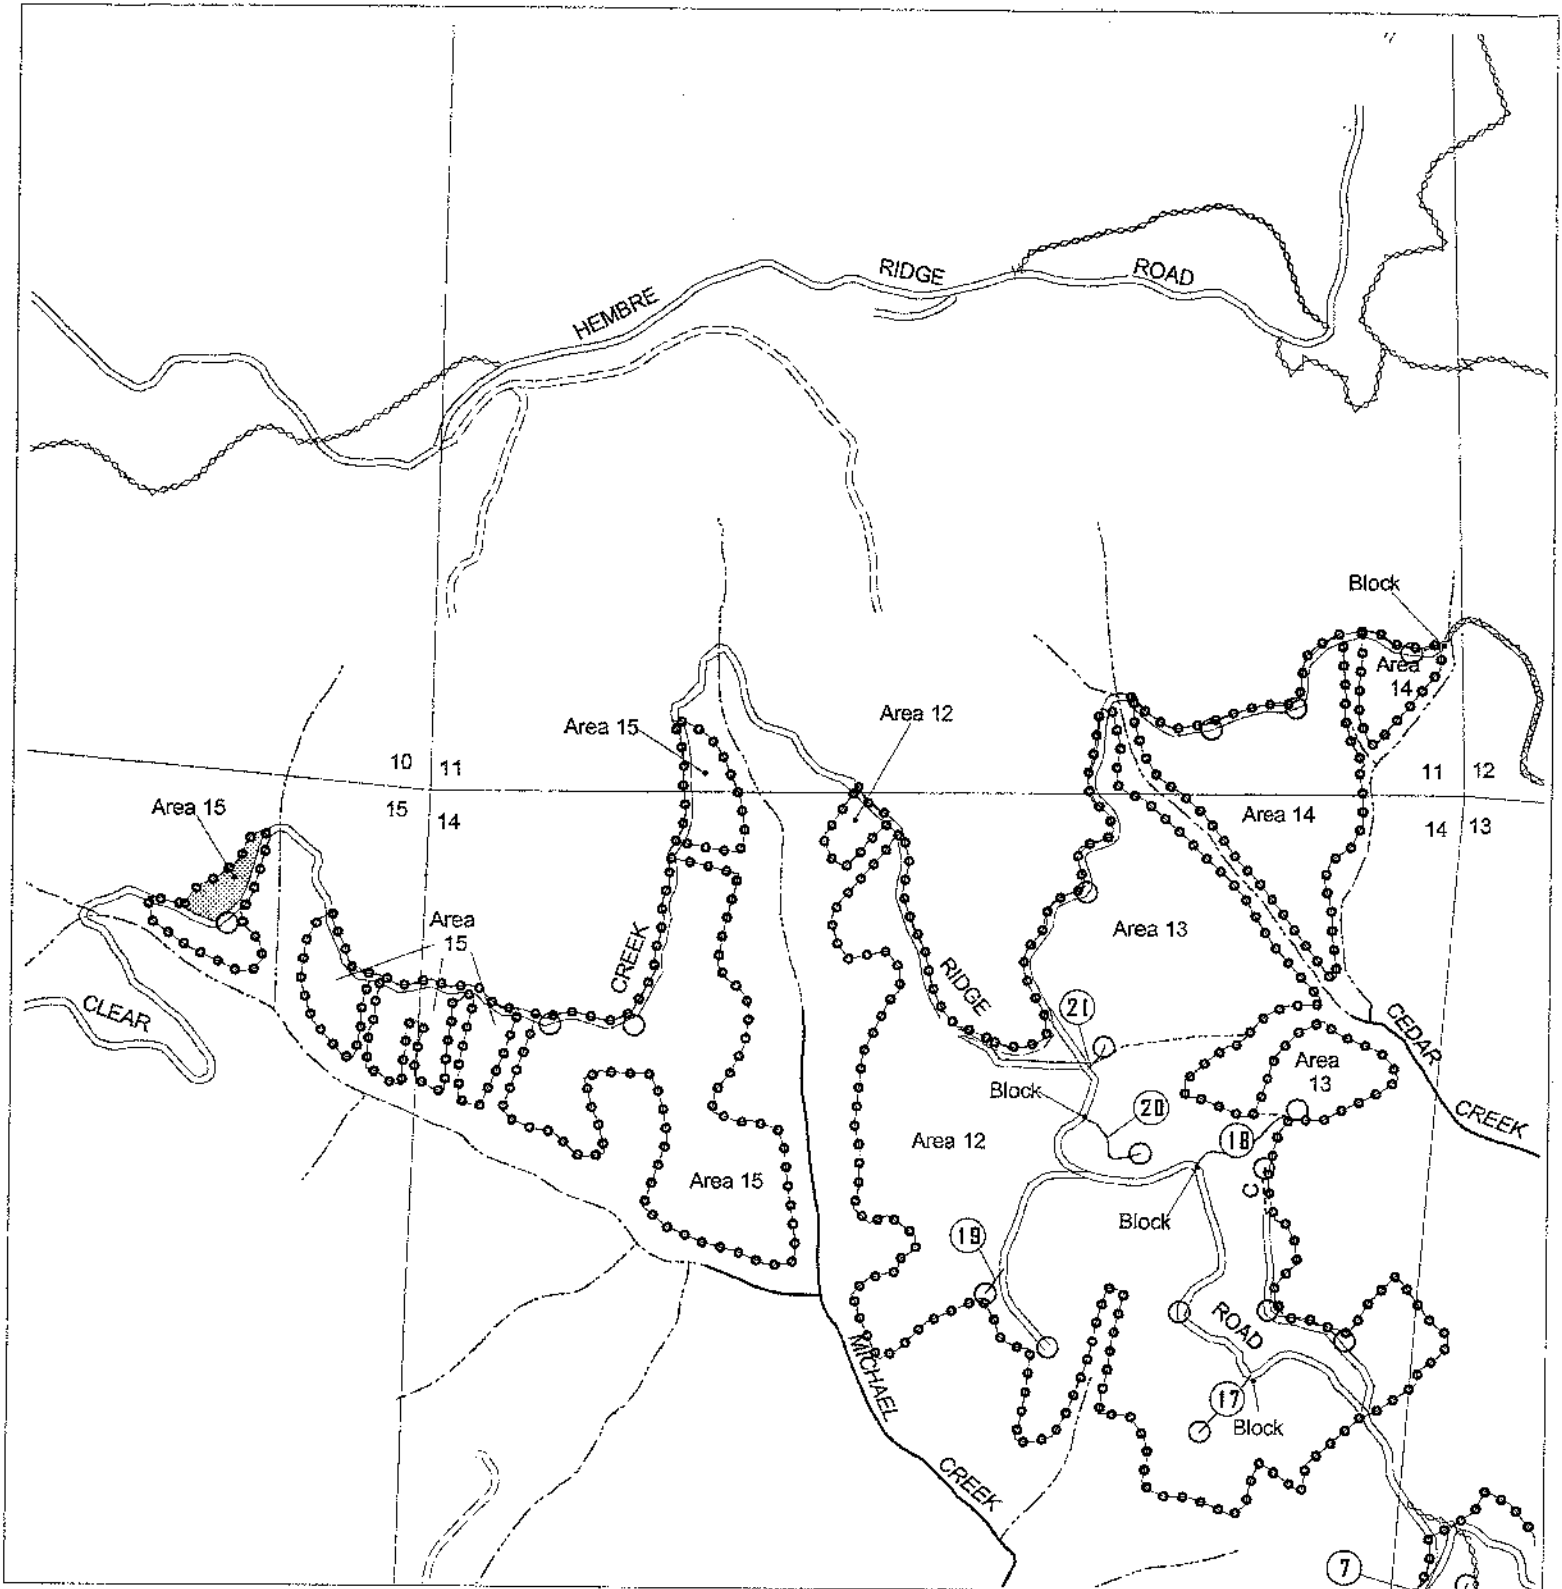 HEMBRE
RIDGE
ROAD
Block
Area
14
Area 15
Area 12
10
11
11
12
Area 15
15
14
Area 14
14
13
Area
15
Area 13
CREEK
RIDGE
CLEAR
21
CEDAR
Area
13
Block
20
CREEK
Area 12
18
Area 15
C
Block
19
ROAD
MICHAEL
17
Block
CREEK
7